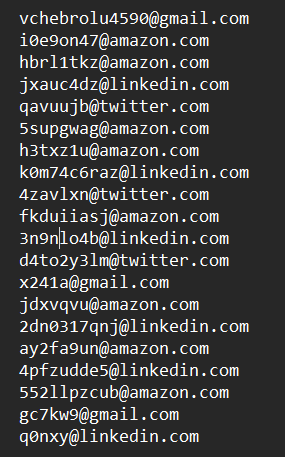 vchebrolu4590@gmail.com
i0e9on47@amazon.com
hbrl1tkz@amazon.com
jxauc4dz@linkedin.com
qavuujb@twitter.com
5supgwag@amazon.com
h3txz1u@amazon.com
k0m74c6raz@linkedin.com
4zavlxn@twitter.com
fkduiiasj@amazon.com
3n9nlo4b@linkedin.com
d4to2y3lm@twitter.com
x241a@gmail.com
jdxvqvu@amazon.com
2dn0317qnj@linkedin.com
ay2fa9un@amazon.com
4pfzudde5@linkedin.com
552llpzcub@amazon.com
gc7kw9@gmail.com
q0nxy@linkedin.com